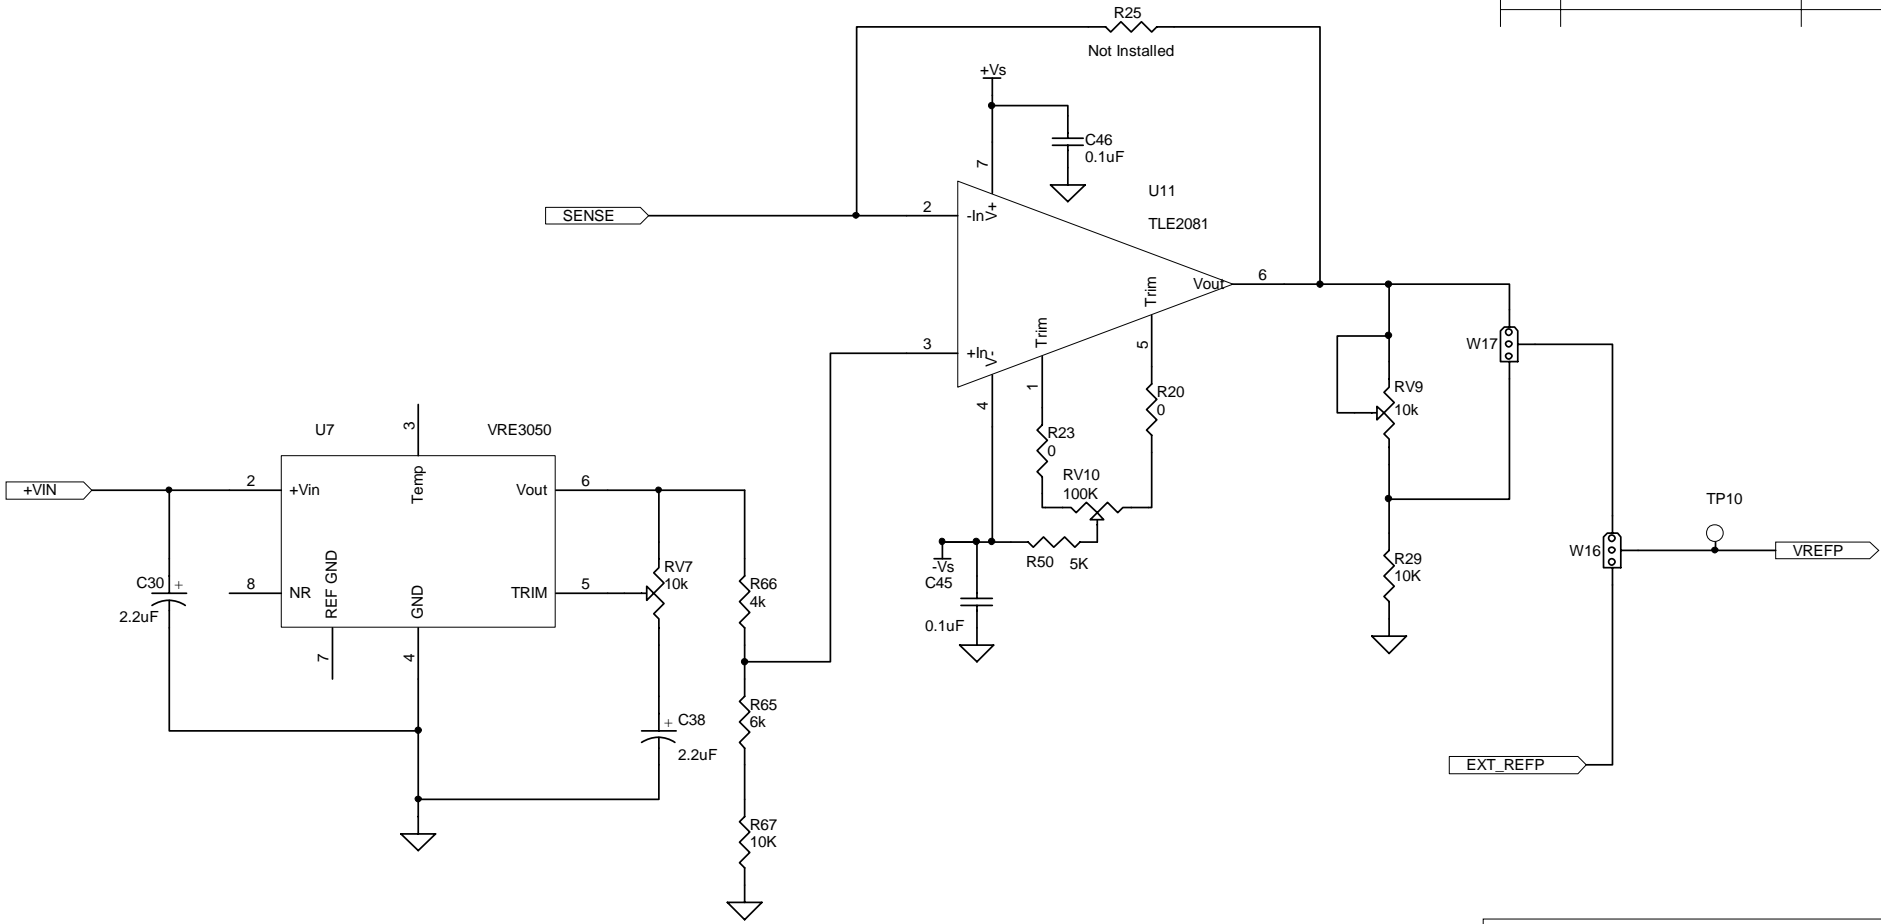 R25
Not Installed
+Vs
C46
0.1uF
7
U11
TLE2081
SENSE
2
-In
V+
Vout
6
Trim
Trim
3
+In
V-
1
5
4
R20
0
R23
0
RV10
100K
R50
5K
-Vs
C45
0.1uF
W17
RV9
10k
R29
10K
W16
TP10
VREFP
EXT_REFP
U7
VRE3050
3
+VIN
2
+Vin
Temp
Vout
6
C30
+
2.2uF
8
NR
REF GND
GND
TRIM
5
7
4
RV7
10k
R66
4k
R65
6k
+
C38
2.2uF
R67
10K